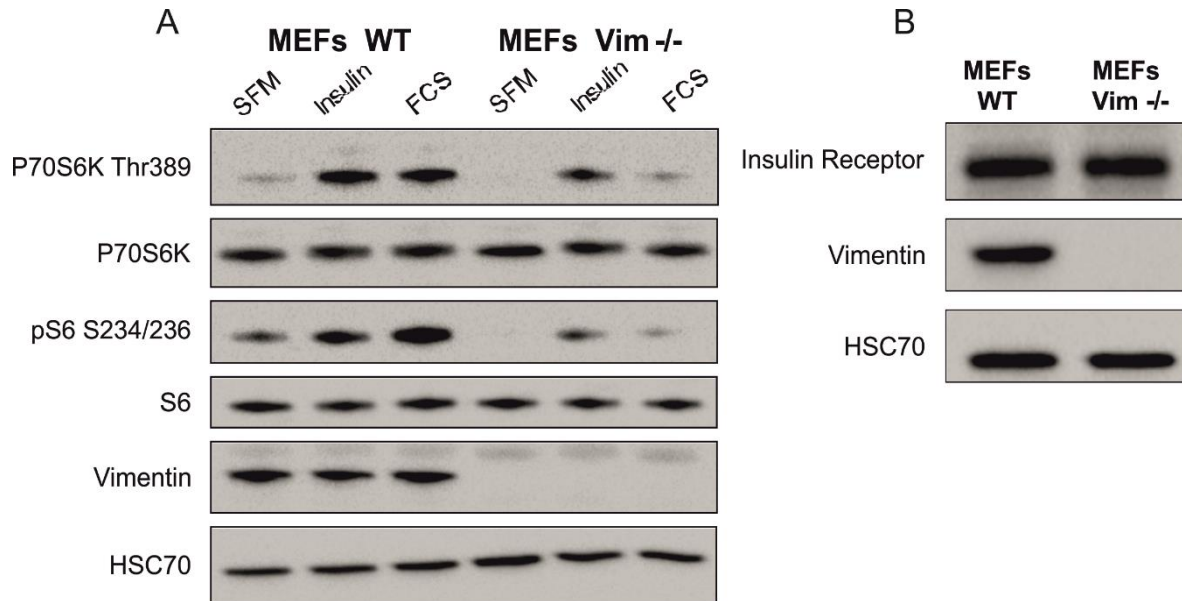 A
MEFs WT MEFs Vim -/-
SFM Insulin FCS SFM Insulin FCS
P70S6K Thr389
P70S6K
pS6 S234/236
S6
Vimentin
HSC70
B
MEFs WT
MEFs Vim -/-
Insulin Receptor
Vimentin
HSC70